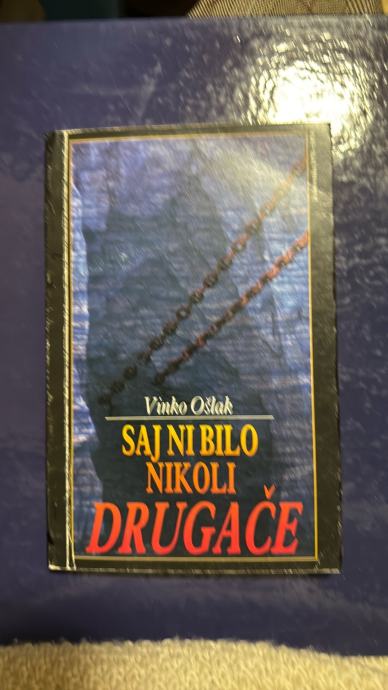 Vinko Ošlak
SAJ NI BILO
NIKOLI
DRUGAČE